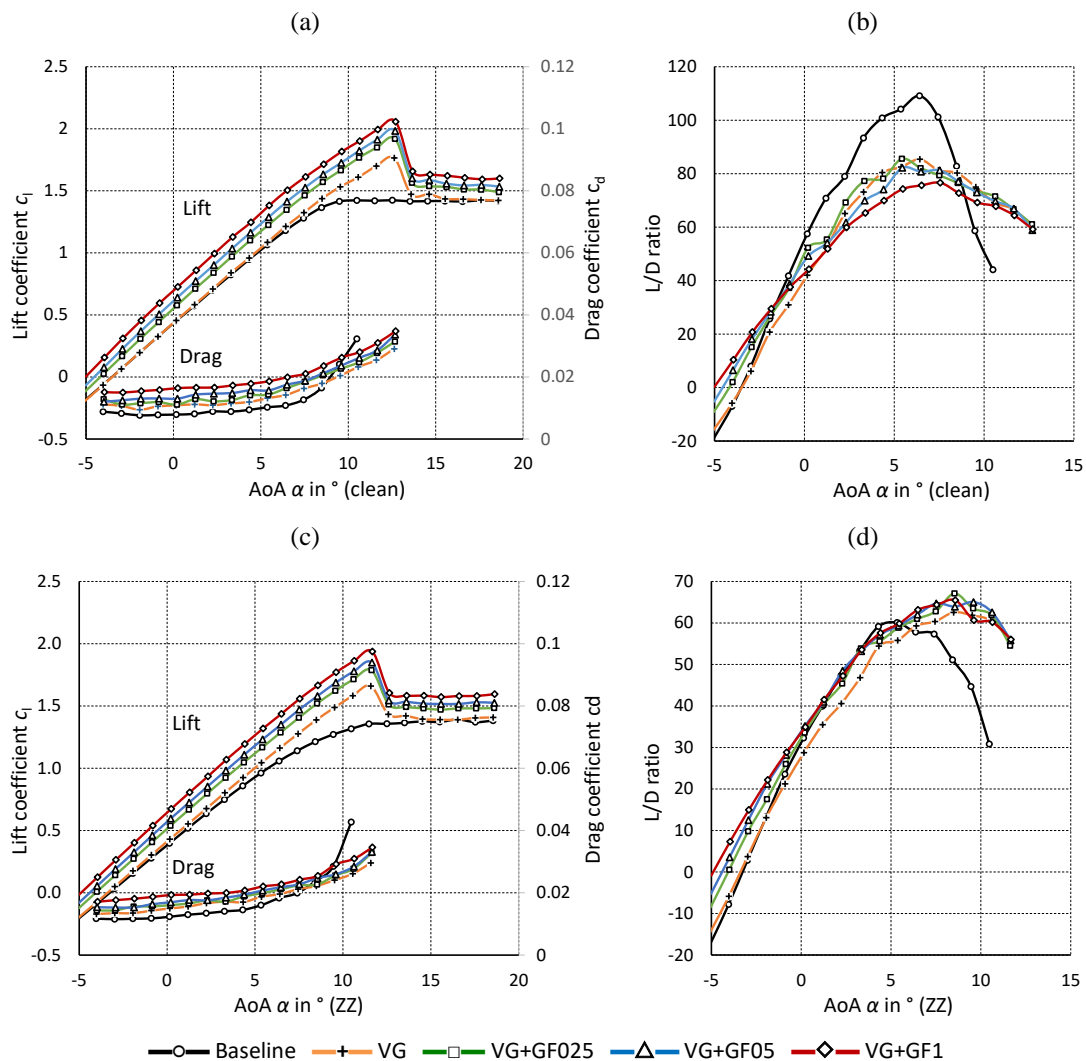 (a)
2.5
2
1.5
1
0.5
0
-0.5
0.12
0.1
0.08
0.06
0.04
0.02
0
-5
0
5
10
15
20
Lift coefficient cl
Drag coefficient cd
Lift
Drag
AoA α in ° (clean)
(b)
120
100
80
60
40
20
0
-20
-5
0
5
10
15
L/D ratio
AoA α in ° (clean)
(c)
2.5
2.0
1.5
1.0
0.5
0.0
-0.5
0.12
0.1
0.08
0.06
0.04
0.02
0
-5
0
5
10
15
20
Lift coefficient cl
Drag coefficient cd
Lift
Drag
AoA α in ° (ZZ)
(d)
70
60
50
40
30
20
10
0
-10
-20
-5
0
5
10
15
L/D ratio
AoA α in ° (ZZ)
Baseline
VG
VG+GF025
VG+GF05
VG+GF1